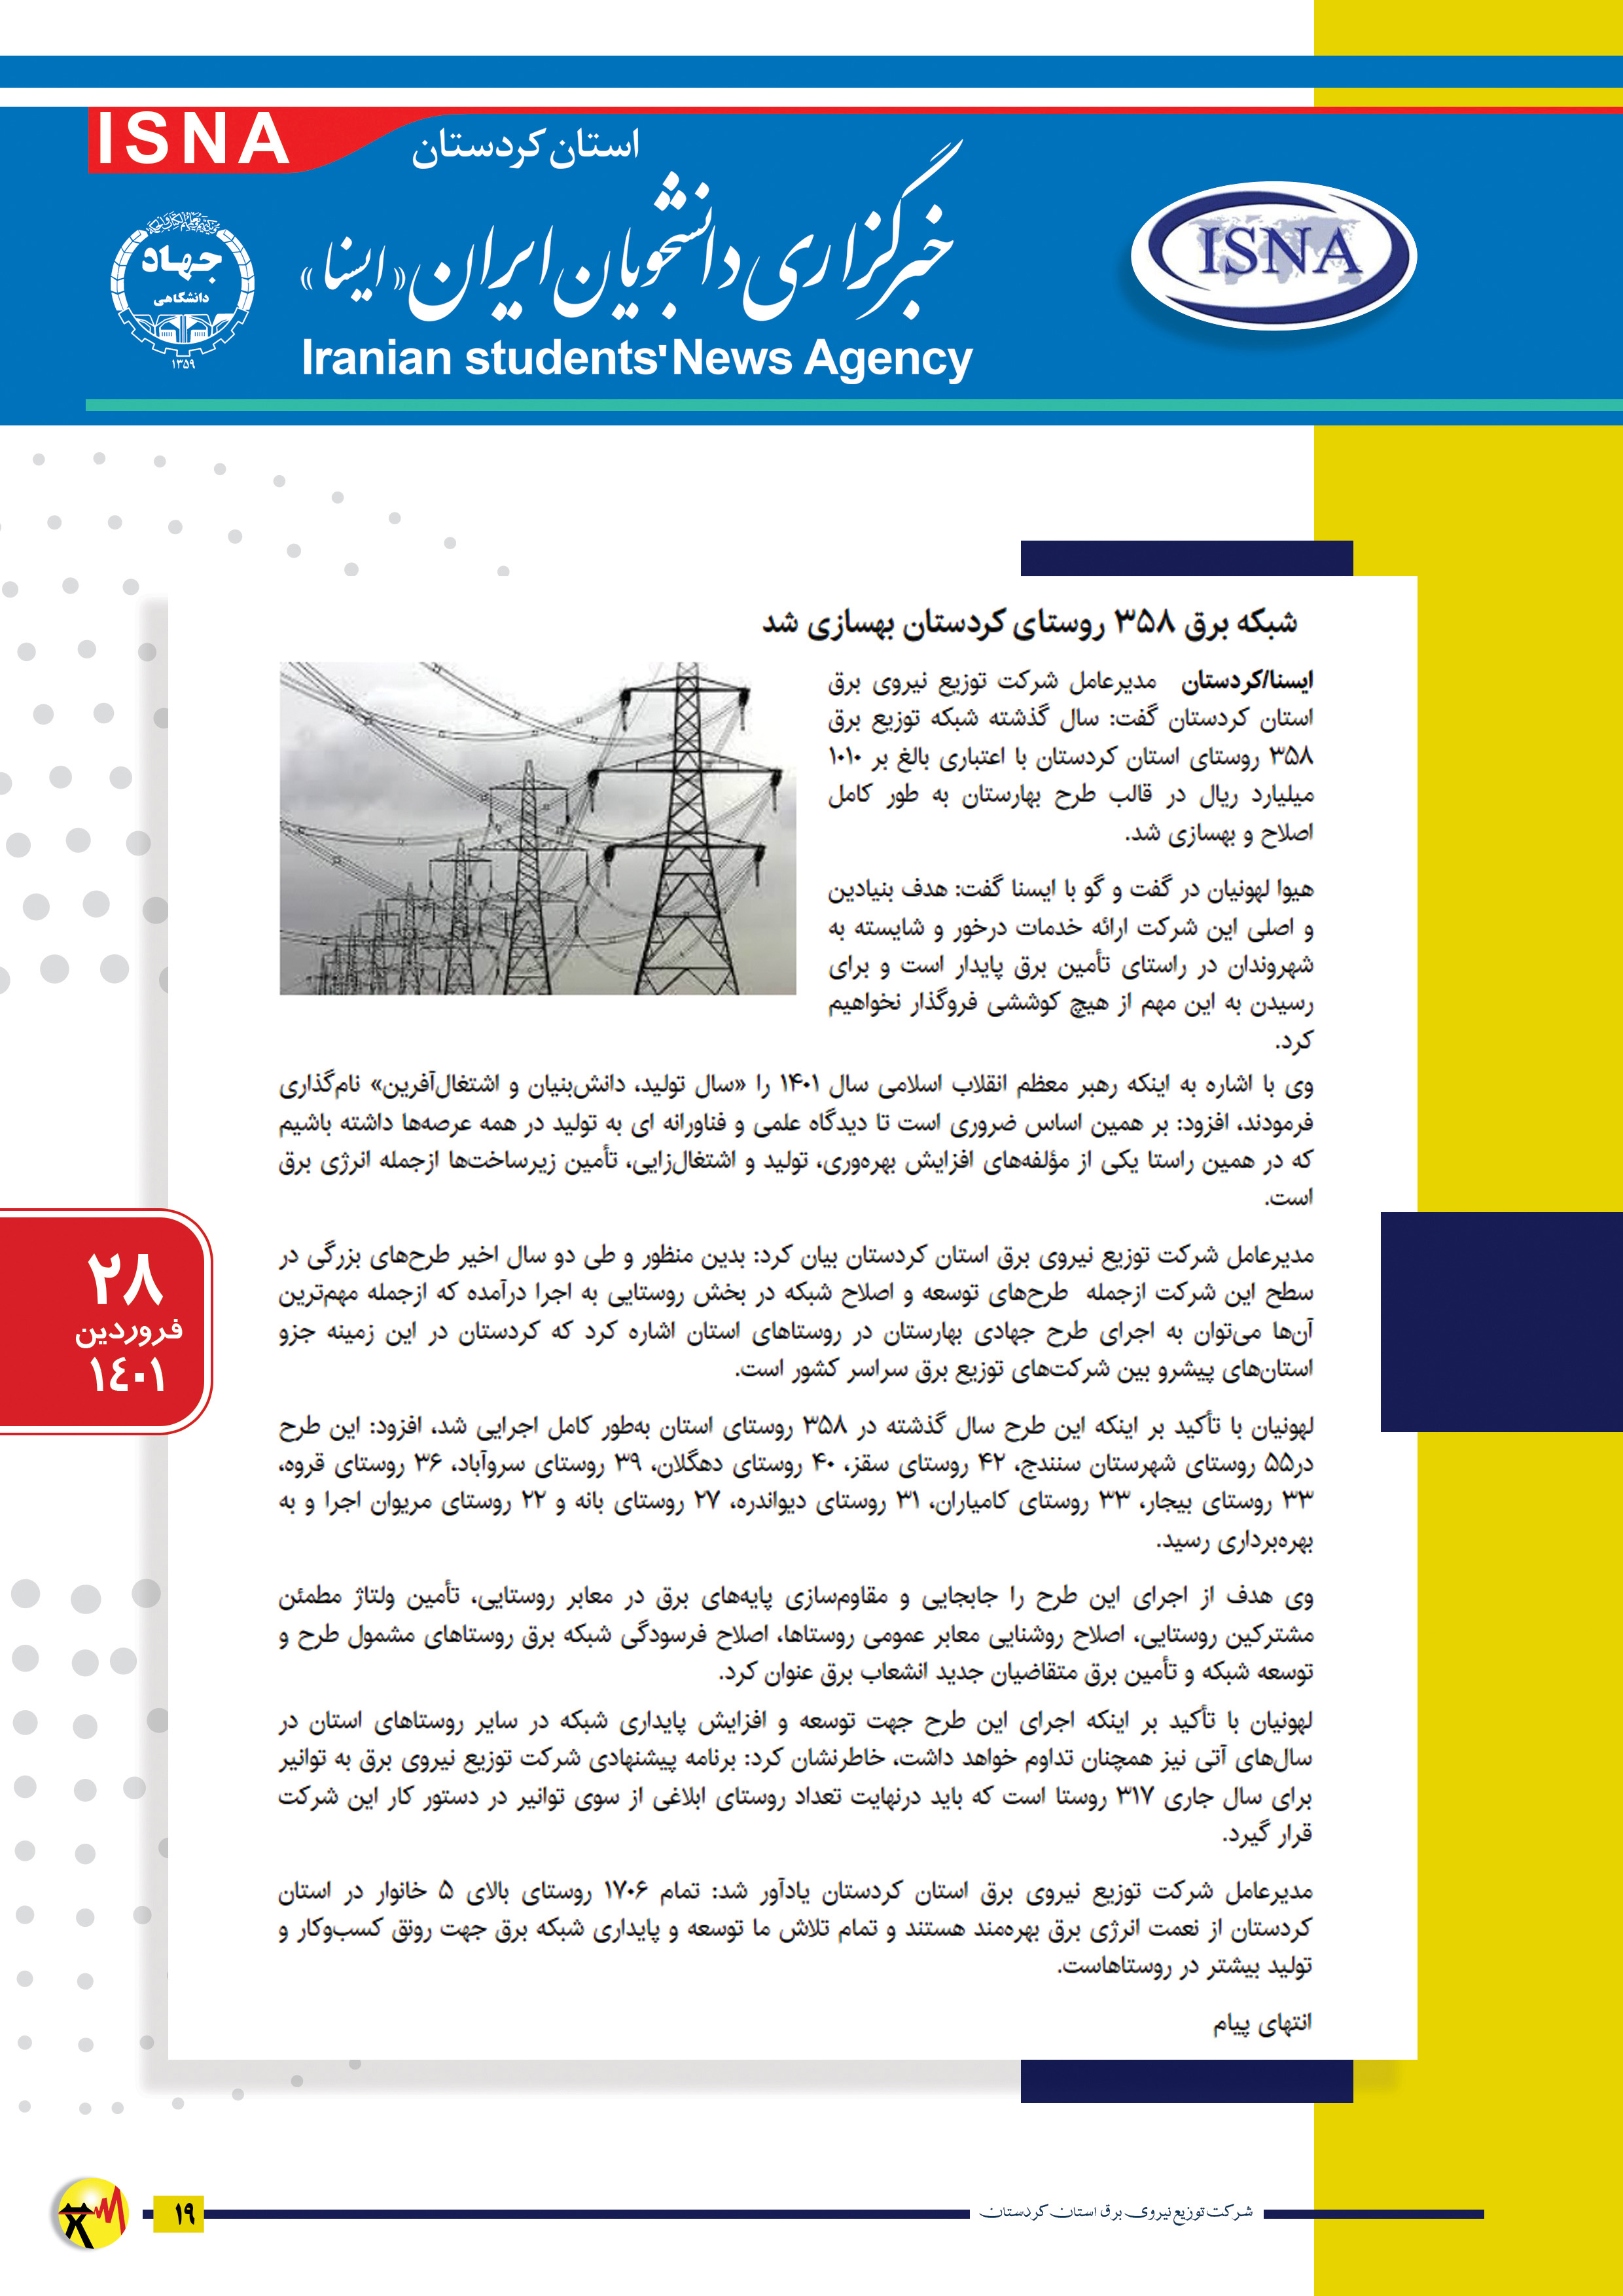 ISNA
استان کردستان
خبرگزاری دانشجویان ایران «ایسنا»
Iranian students' News Agency
ISNA
جهاد
دانشگاهی
۱۳۵۹
شبکه برق ۳۵۸ روستای کردستان بهسازی شد
ایسنا/کردستان مدیرعامل شرکت توزیع نیروی برق
استان کردستان گفت: سال گذشته شبکه توزیع برق
۳۵۸ روستای استان کردستان با اعتباری بالغ بر ۱۰۱۰
میلیارد ریال در قالب طرح بهارستان به طور کامل
اصلاح و بهسازی شد.
هیوا لهونیان در گفت و گو با ایسنا گفت: هدف بنیادین
و اصلی این شرکت ارائه خدمات درخور و شایسته به
شهروندان در راستای تأمین برق پایدار است و برای
رسیدن به این مهم از هیچ کوششی فروگذار نخواهیم
کرد.
وی با اشاره به اینکه رهبر معظم انقلاب اسلامی سال ۱۴۰۱ را «سال تولید، دانش‌بنیان و اشتغال‌آفرین» نام‌گذاری
فرمودند، افزود: بر همین اساس ضروری است تا دیدگاه علمی و فناورانه ای به تولید در همه عرصه‌ها داشته باشیم
که در همین راستا یکی از مؤلفه‌های افزایش بهره‌وری، تولید و اشتغال‌زایی، تأمین زیرساخت‌ها ازجمله انرژی برق
است.
مدیرعامل شرکت توزیع نیروی برق استان کردستان بیان کرد: بدین منظور و طی دو سال اخیر طرح‌های بزرگی در
سطح این شرکت ازجمله طرح‌های توسعه و اصلاح شبکه در بخش روستایی به اجرا درآمده که ازجمله مهم‌ترین
آن‌ها می‌توان به اجرای طرح جهادی بهارستان در روستاهای استان اشاره کرد که کردستان در این زمینه جزو
استان‌های پیشرو بین شرکت‌های توزیع برق سراسر کشور است.
لهونیان با تأکید بر اینکه این طرح سال گذشته در ۳۵۸ روستای استان به‌طور کامل اجرایی شد، افزود: این طرح
در۵۵ روستای شهرستان سنندج، ۴۲ روستای سقز، ۴۰ روستای دهگلان، ۳۹ روستای سروآباد، ۳۶ روستای قروه،
۳۳ روستای بیجار، ۳۳ روستای کامیاران، ۳۱ روستای دیواندره، ۲۷ روستای بانه و ۲۲ روستای مریوان اجرا و به
بهره‌برداری رسید.
وی هدف از اجرای این طرح را جابجایی و مقاوم‌سازی پایه‌های برق در معابر روستایی، تأمین ولتاژ مطمئن
مشترکین روستایی، اصلاح روشنایی معابر عمومی روستاها، اصلاح فرسودگی شبکه برق روستاهای مشمول طرح و
توسعه شبکه و تأمین برق متقاضیان جدید انشعاب برق عنوان کرد.
لهونیان با تأکید بر اینکه اجرای این طرح جهت توسعه و افزایش پایداری شبکه در سایر روستاهای استان در
سال‌های آتی نیز همچنان تداوم خواهد داشت، خاطرنشان کرد: برنامه پیشنهادی شرکت توزیع نیروی برق به توانیر
برای سال جاری ۳۱۷ روستا است که باید درنهایت تعداد روستای ابلاغی از سوی توانیر در دستور کار این شرکت
قرار گیرد.
مدیرعامل شرکت توزیع نیروی برق استان کردستان یادآور شد: تمام ۱۷۰۶ روستای بالای ۵ خانوار در استان
کردستان از نعمت انرژی برق بهره‌مند هستند و تمام تلاش ما توسعه و پایداری شبکه برق جهت رونق کسب‌وکار و
تولید بیشتر در روستاهاست.
انتهای پیام
۲۸
فروردین
۱٤۰۱
شرکت توزیع نیروی برق استان کردستان
۱۹